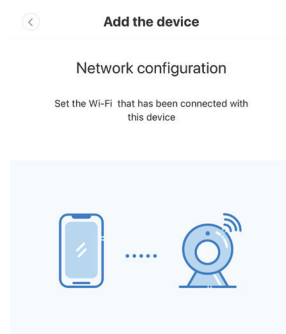 Add the device
Network configuration
Set the Wi-Fi that has been connected with
this device